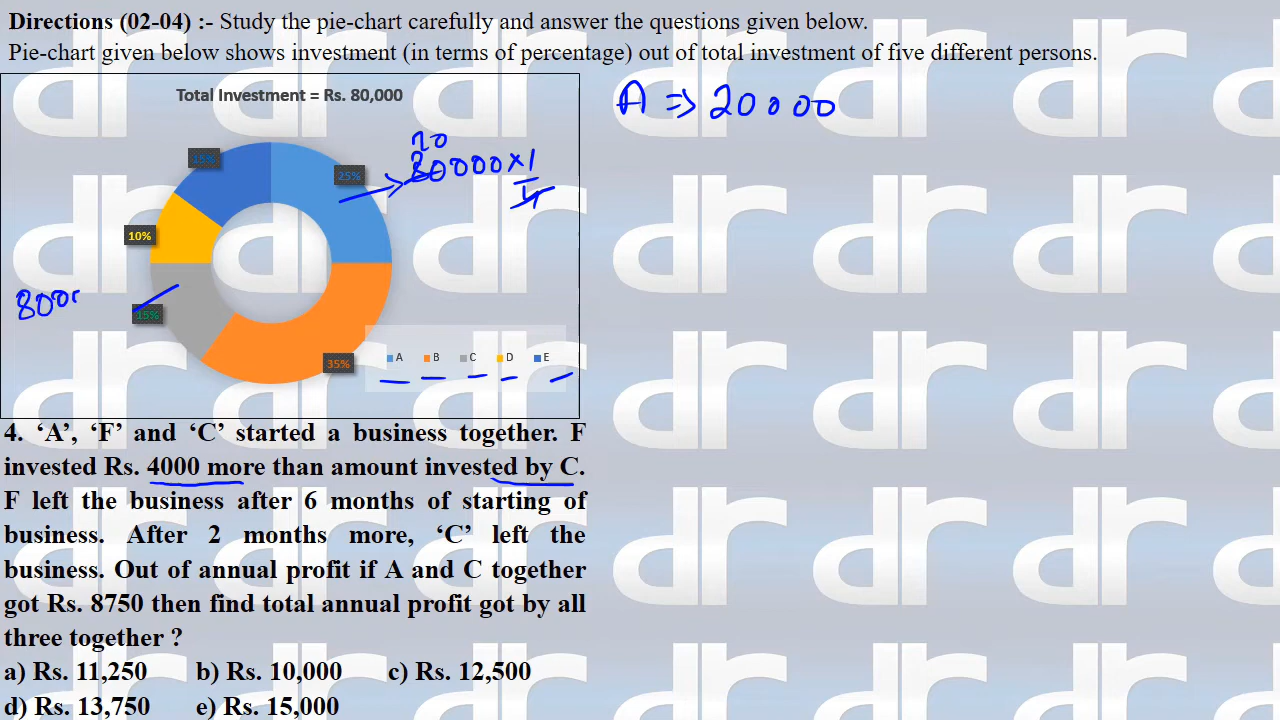 Directions (02-04) :- Study the pie-chart carefully and answer the questions given below.
Pie-chart given below shows investment (in terms of percentage) out of total investment of five different persons.
Total Investment = Rs. 80,000
A => 20000
20
80000×1
4
15%
25%
10%
8000
15%
35%
A B C D E
4. ‘A’, ‘F’ and ‘C’ started a business together. F
invested Rs. 4000 more than amount invested by C.
F left the business after 6 months of starting of
business. After 2 months more, ‘C’ left the
business. Out of annual profit if A and C together
got Rs. 8750 then find total annual profit got by all
three together ?
a) Rs. 11,250 b) Rs. 10,000 c) Rs. 12,500
d) Rs. 13,750 e) Rs. 15,000